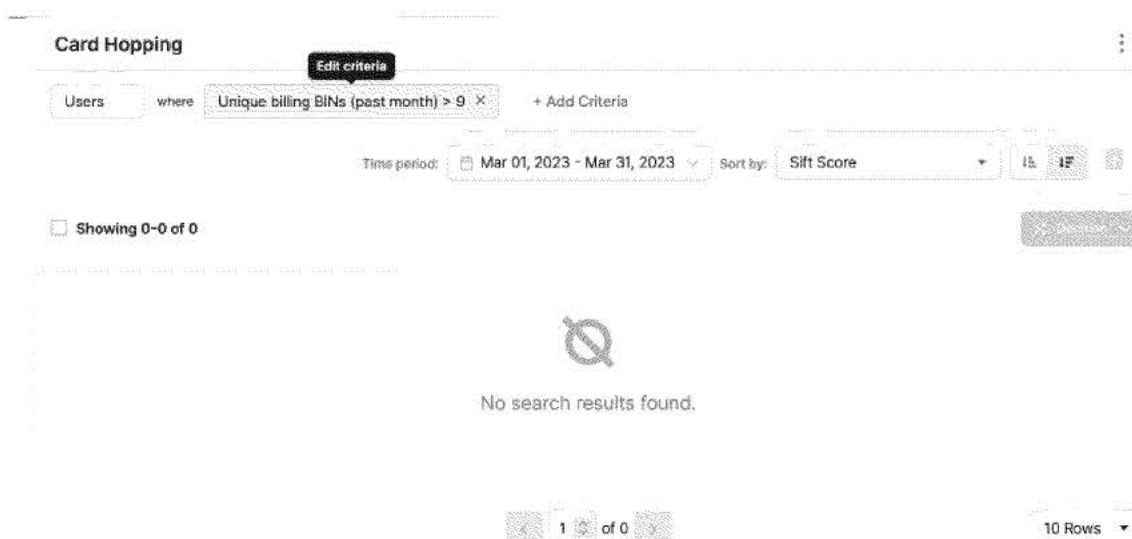 Card Hopping
Edit criteria
Users where Unique billing BINs (past month) > 9 × + Add Criteria
Time period: Mar 01, 2023 - Mar 31, 2023 Sort by: Sift Score
Showing 0-0 of 0
Decision
No search results found.
1 of 0
10 Rows